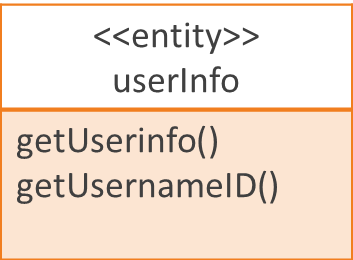 <<entity>>
userInfo
getUserinfo()
getUsernameID()